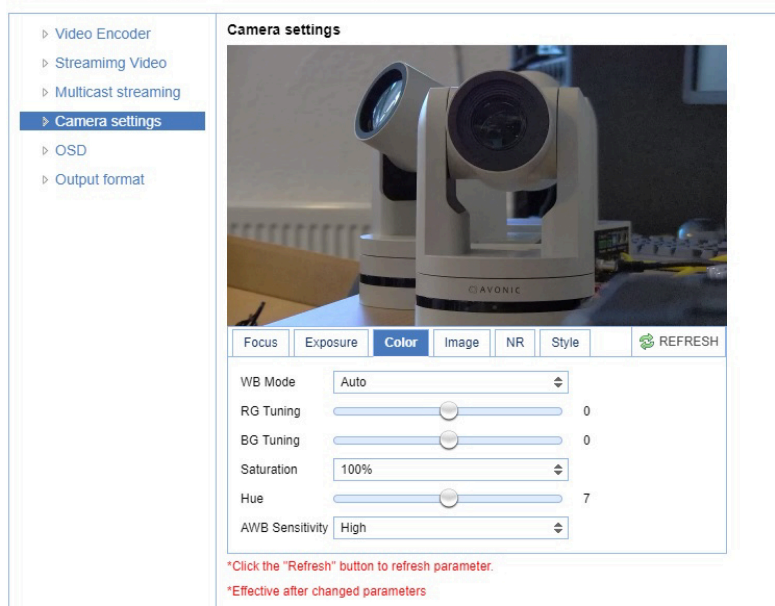 Video Encoder
Streamimg Video
Multicast streaming
Camera settings
OSD
Output format
Camera settings
AVONIC
Focus Exposure Color Image NR Style REFRESH
WB Mode Auto
RG Tuning 0
BG Tuning 0
Saturation 100%
Hue 7
AWB Sensitivity High
*Click the "Refresh" button to refresh parameter.
*Effective after changed parameters